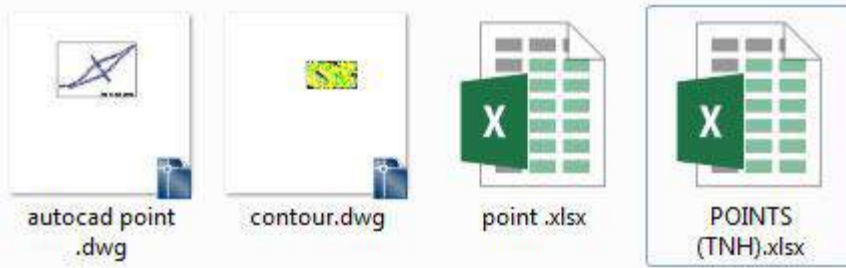 autocad point
.dwg
contour.dwg
X
point .xlsx
X
POINTS
(TNH).xlsx